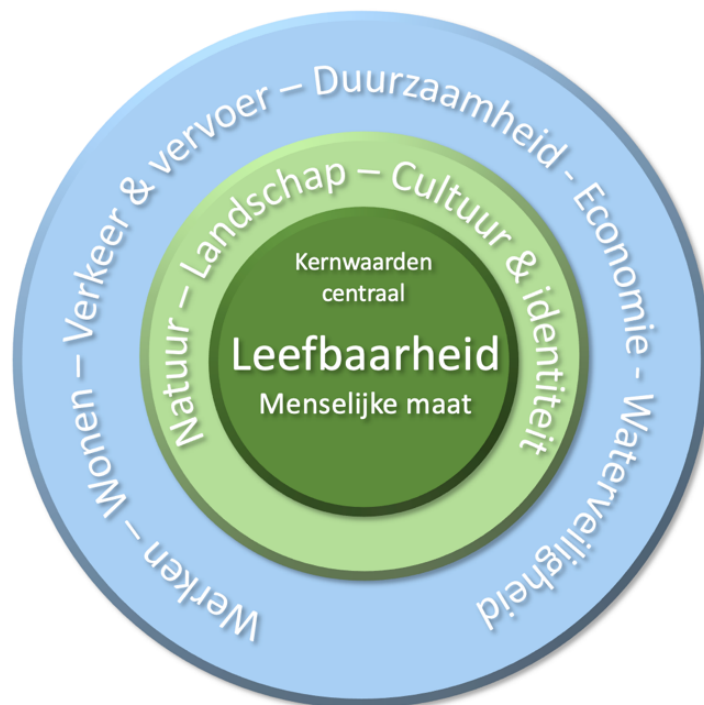 Werken – Wonen – Verkeer & vervoer – Duurzaamheid - Economie - Waterveiligheid
Natuur – Landschap – Cultuur & identiteit
Kernwaarden
centraal
Leefbaarheid
Menselijke maat